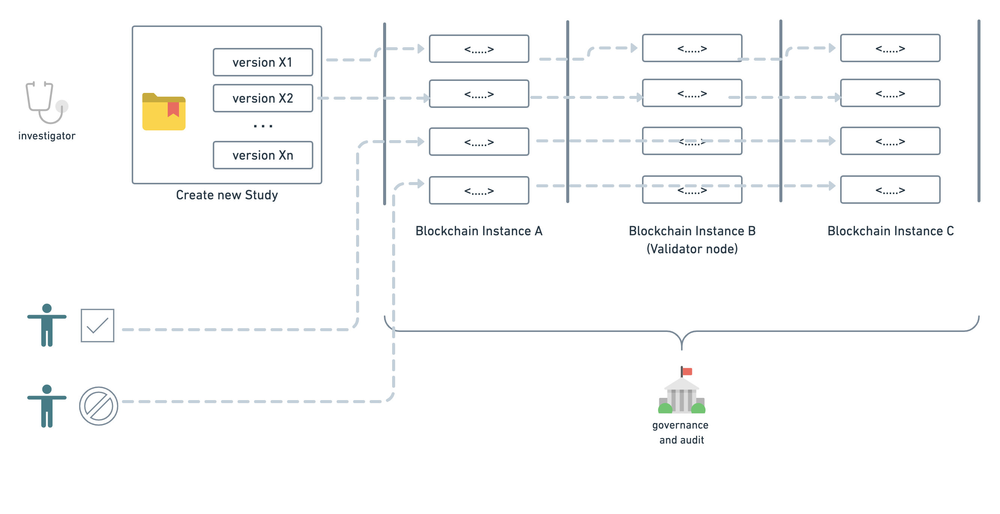 investigator
version X1
version X2
...
version Xn
Create new Study
<.....>
<.....>
<.....>
<.....>
Blockchain Instance A
<.....>
<.....>
<.....>
<.....>
Blockchain Instance B
(Validator node)
<.....>
<.....>
<.....>
<.....>
Blockchain Instance C
governance
and audit